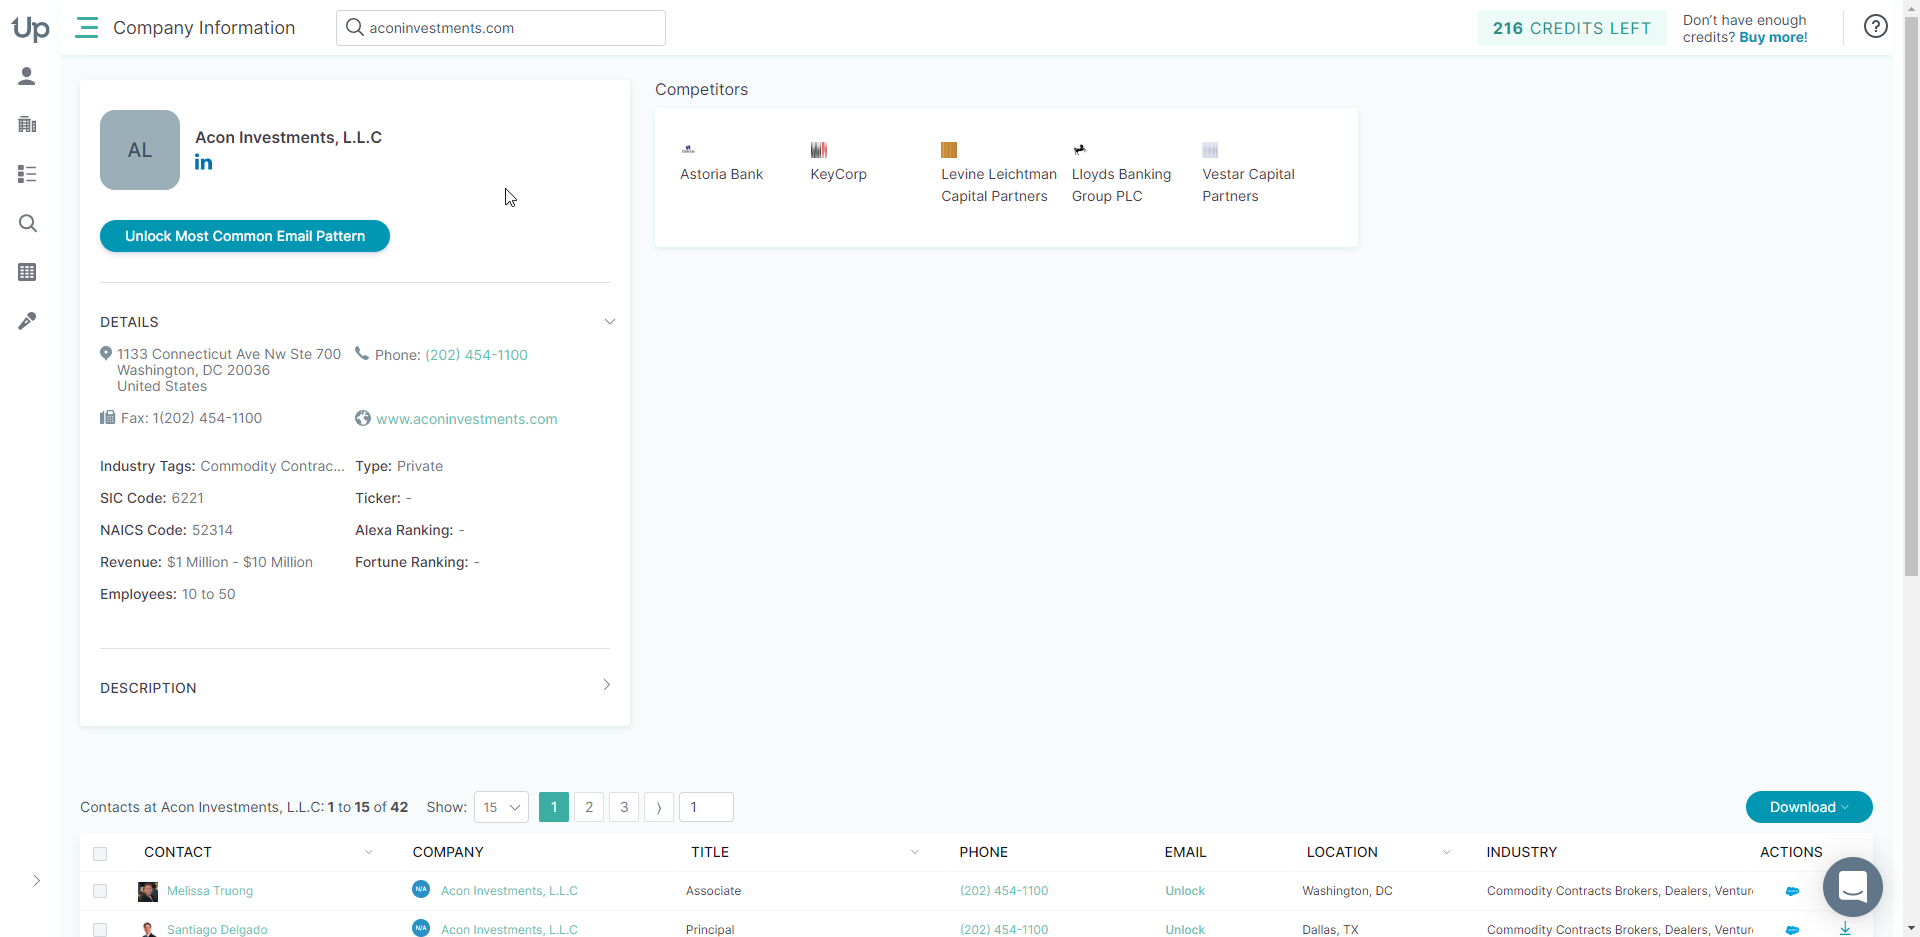 Up
Company Information
aconinvestments.com
216 CREDITS LEFT
Don't have enough
credits? Buy more!
?
AL
Acon Investments, L.L.C
in
Unlock Most Common Email Pattern
DETAILS
1133 Connecticut Ave Nw Ste 700
Washington, DC 20036
United States
Phone: (202) 454-1100
Fax: 1(202) 454-1100
www.aconinvestments.com
Industry Tags: Commodity Contrac...
Type: Private
SIC Code: 6221
Ticker: -
NAICS Code: 52314
Alexa Ranking: -
Revenue: $1 Million - $10 Million
Fortune Ranking: -
Employees: 10 to 50
DESCRIPTION
Competitors
Astoria Bank
KeyCorp
Levine Leichtman
Capital Partners
Lloyds Banking
Group PLC
Vestar Capital
Partners
Contacts at Acon Investments, L.L.C: 1 to 15 of 42
Show: 15
1 2 3 ⟩ 1
Download
CONTACT COMPANY TITLE PHONE EMAIL LOCATION INDUSTRY ACTIONS
Melissa Truong N/A Acon Investments, L.L.C Associate (202) 454-1100 Unlock Washington, DC Commodity Contracts Brokers, Dealers, Ventur
Santiago Delgado N/A Acon Investments, L.L.C Principal (202) 454-1100 Unlock Dallas, TX Commodity Contracts Brokers, Dealers, Ventur